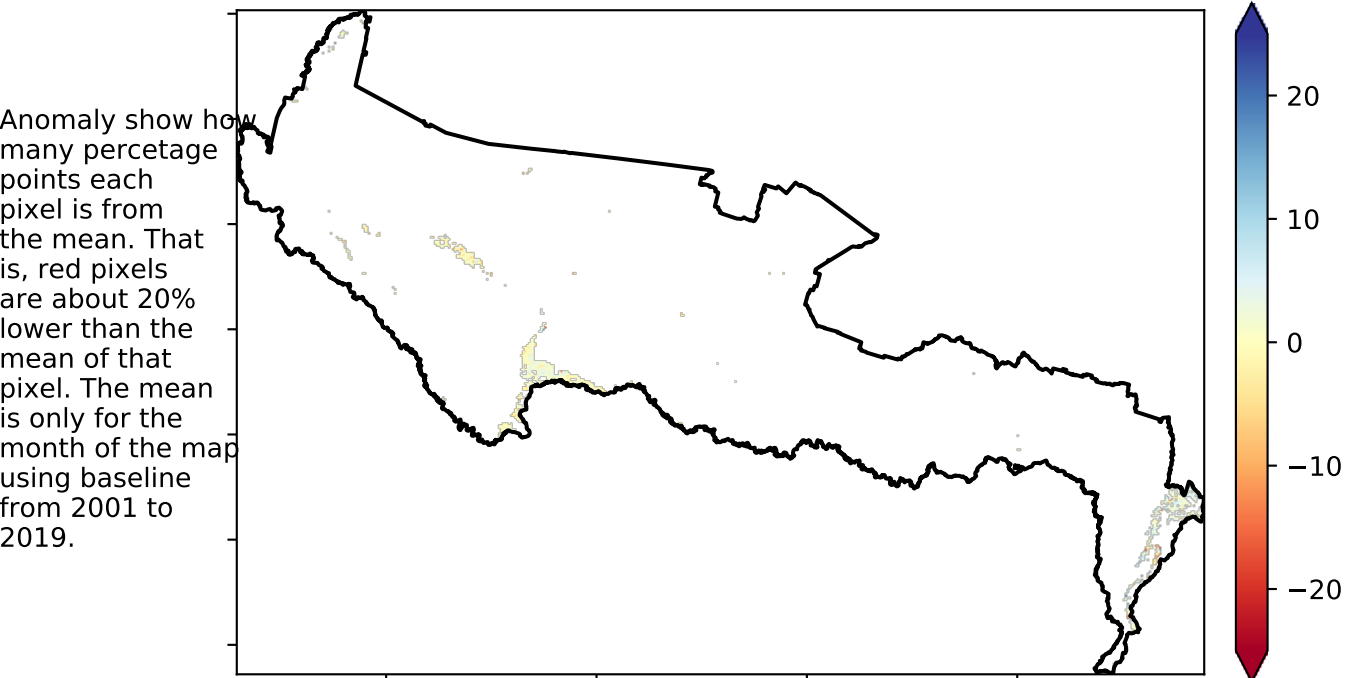 Anomaly show how
many percetage
points each
pixel is from
the mean. That
is, red pixels
are about 20%
lower than the
mean of that
pixel. The mean
is only for the
month of the map
using baseline
from 2001 to
2019.
20
10
0
−10
−20